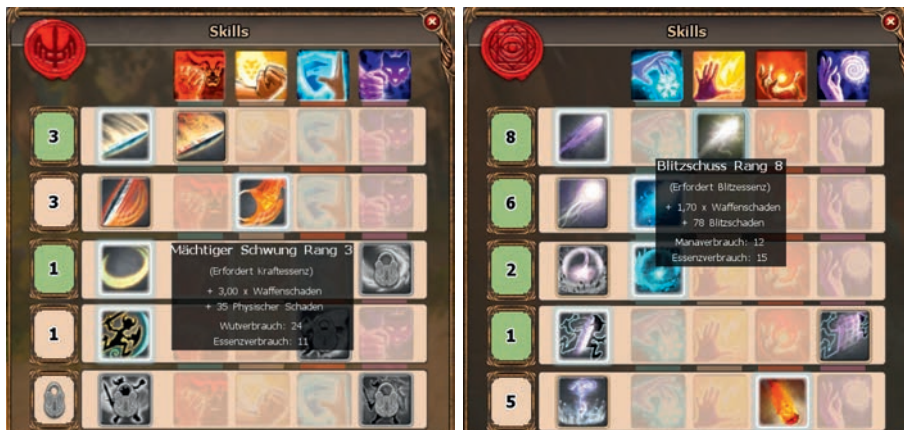 Skills
3
3
1
Mächtiger Schwung Rang 3
(Erfordert Kraftessenz)
+ 3,00 x Waffenschaden
+ 35 Physischer Schaden
Wutverbrauch: 24
Essenzverbrauch: 11
1
Skills
8
Blitzschuss Rang 8
(Erfordert Blitzessenz)
+ 1,70 x Waffenschaden
+ 78 Blitzschaden
Manaverbrauch: 12
Essenzverbrauch: 15
6
2
1
5